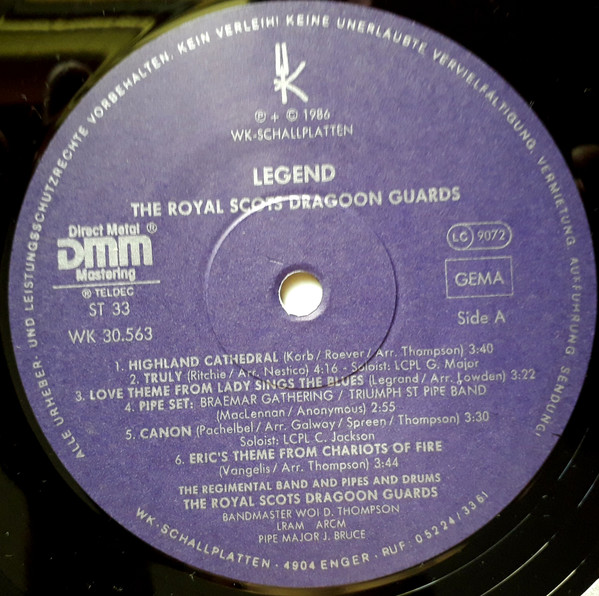 ALLE URHEBER- UND LEISTUNGSSCHUTZRECHTE VORBEHALTEN. KEIN VERLEIH! KEINE UNERLAUBTE VERVIELFÄLTIGUNG, VERMIETUNG, AUFFÜHRUNG, SENDUNG!
WK
℗ + © 1986
WK-SCHALLPLATTEN
LEGEND
THE ROYAL SCOTS DRAGOON GUARDS
Direct Metal ®
DMM
Mastering
® TELDEC
ST 33
WK 30.563
LC 9072
GEMA
Side A
1. HIGHLAND CATHEDRAL (Korb / Roever / Arr. Thompson) 3:40
2. TRULY (Ritchie / Arr. Nestico) 4:16 - Soloist: LCPL G. Major
3. LOVE THEME FROM LADY SINGS THE BLUES (Legrand / Arr. Lowden) 3:22
4. PIPE SET: BRAEMAR GATHERING / TRIUMPH ST PIPE BAND
(MacLennan / Anonymous) 2:55
5. CANON (Pachelbel / Arr. Galway / Spreen / Thompson) 3:30
Soloist: LCPL C. Jackson
6. ERIC'S THEME FROM CHARIOTS OF FIRE
(Vangelis / Arr. Thompson) 3:44
THE REGIMENTAL BAND AND PIPES AND DRUMS
THE ROYAL SCOTS DRAGOON GUARDS
BANDMASTER WOI D. THOMPSON
LRAM ARCM
PIPE MAJOR J. BRUCE
WK-SCHALLPLATTEN · 4904 ENGER · RUF: 05224/3361